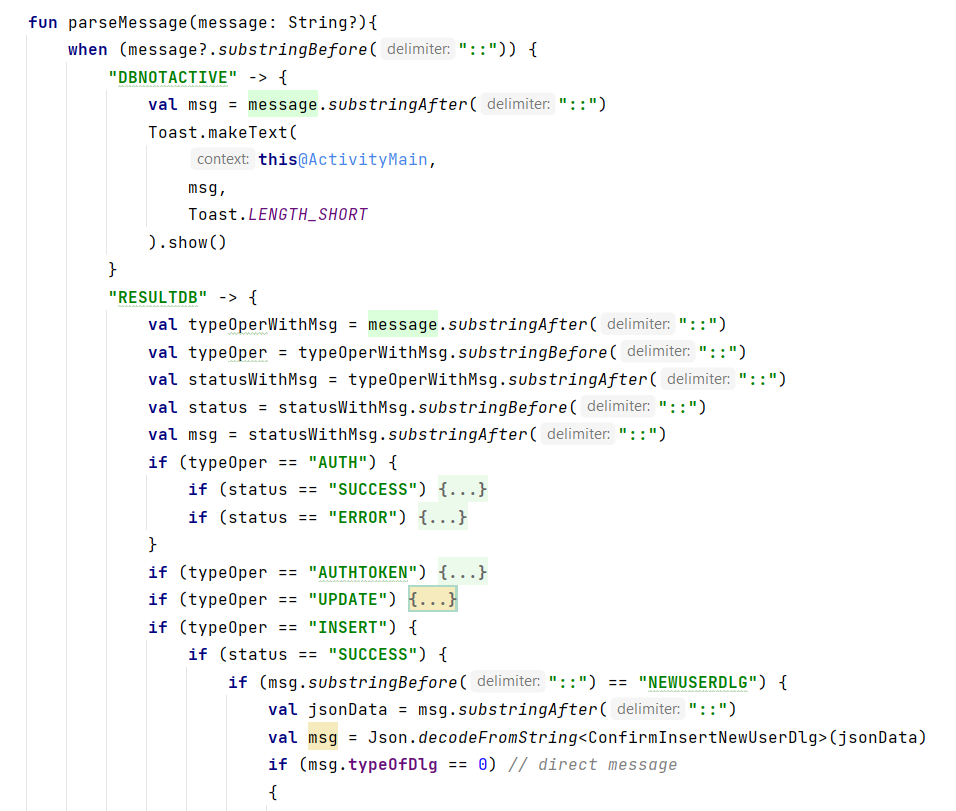 fun parseMessage(message: String?){
when (message?.substringBefore( delimiter: "::")) {
"DBNOTACTIVE" -> {
val msg = message.substringAfter( delimiter: "::")
Toast.makeText(
context: this@ActivityMain,
msg,
Toast.LENGTH_SHORT
).show()
}
"RESULTDB" -> {
val typeOperWithMsg = message.substringAfter( delimiter: "::")
val typeOper = typeOperWithMsg.substringBefore( delimiter: "::")
val statusWithMsg = typeOperWithMsg.substringAfter( delimiter: "::")
val status = statusWithMsg.substringBefore( delimiter: "::")
val msg = statusWithMsg.substringAfter( delimiter: "::")
if (typeOper == "AUTH") {
if (status == "SUCCESS") {...}
if (status == "ERROR") {...}
}
if (typeOper == "AUTHTOKEN") {...}
if (typeOper == "UPDATE") {...}
if (typeOper == "INSERT") {
if (status == "SUCCESS") {
if (msg.substringBefore( delimiter: "::") == "NEWUSERDLG") {
val jsonData = msg.substringAfter( delimiter: "::")
val msg = Json.decodeFromString<ConfirmInsertNewUserDlg>(jsonData)
if (msg.typeOfDlg == 0) // direct message
{